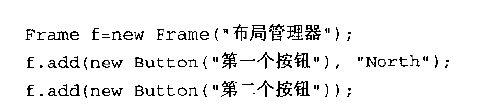 Frame f=new Frame("布局管理器");
f.add(new Button("第一个按钮"), "North");
f.add(new Button("第二个按钮"));